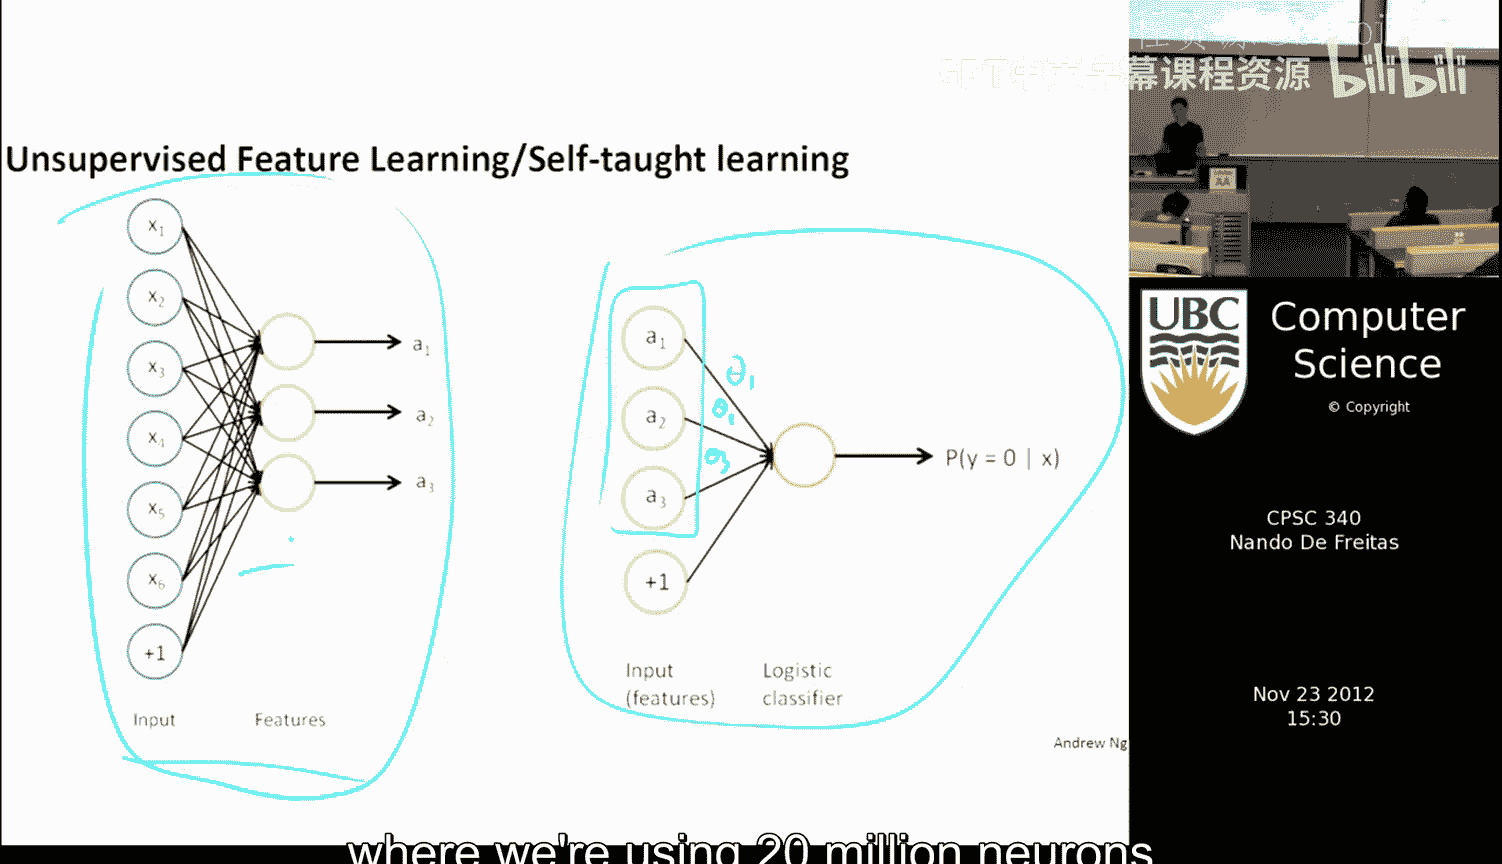 幕课程资源 bilibili
Unsupervised Feature Learning/Self-taught learning
x1
x2
x3
x4
x5
x6
+1
a1
a2
a3
Input
Features
a1
a2
a3
+1
θ1
P(y = 0 | x)
Input
(features)
Logistic
classifier
Andrew Ng
UBC
Computer
Science
© Copyright
CPSC 340
Nando De Freitas
Nov 23 2012
15:30
where we're using 20 million neurons